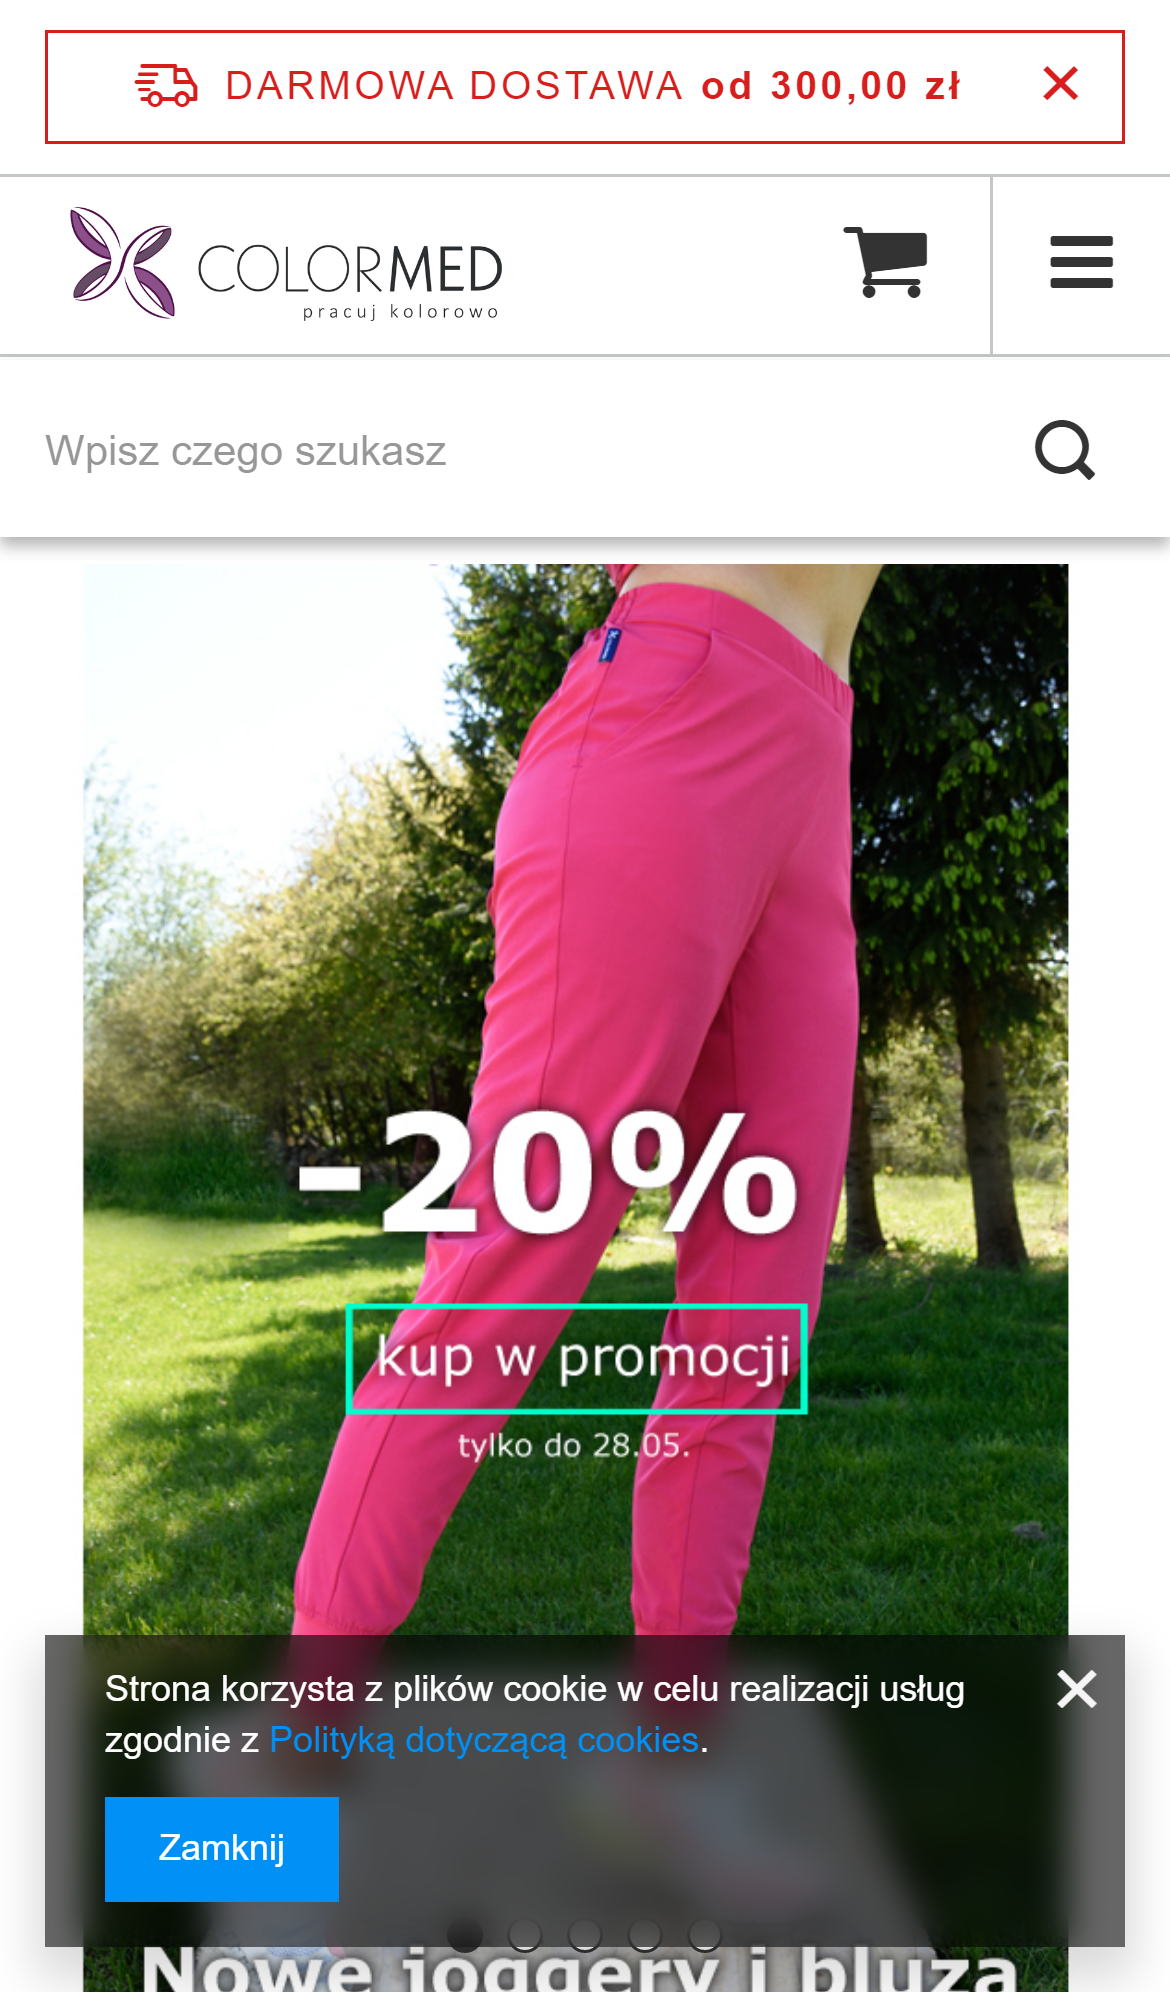 DARMOWA DOSTAWA od 300,00 zł
COLORMED
pracuj kolorowo
Wpisz czego szukasz
-20%
kup w promocji
tylko do 28.05.
Strona korzysta z plików cookie w celu realizacji usług
zgodnie z Polityką dotyczącą cookies.
Zamknij
Nowe joggery i bluza